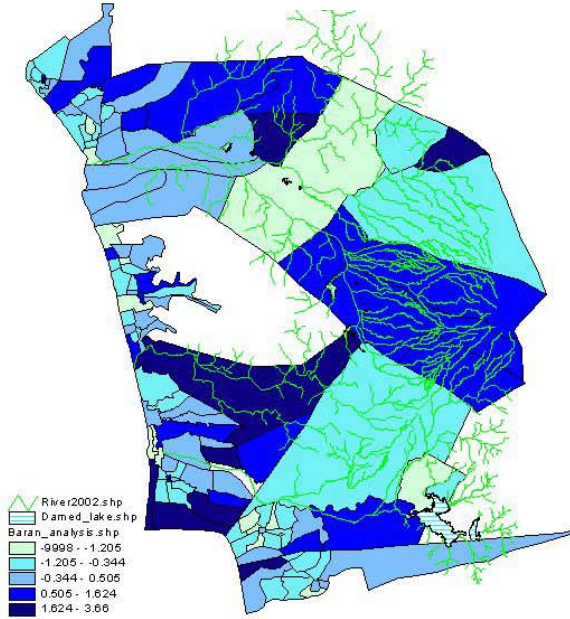 River2002.shp
Damed_lake.shp
Baran_analysis.shp
-9998 - -1.205
-1.205 - -0.344
-0.344 - 0.505
0.505 - 1.624
1.624 - 3.66